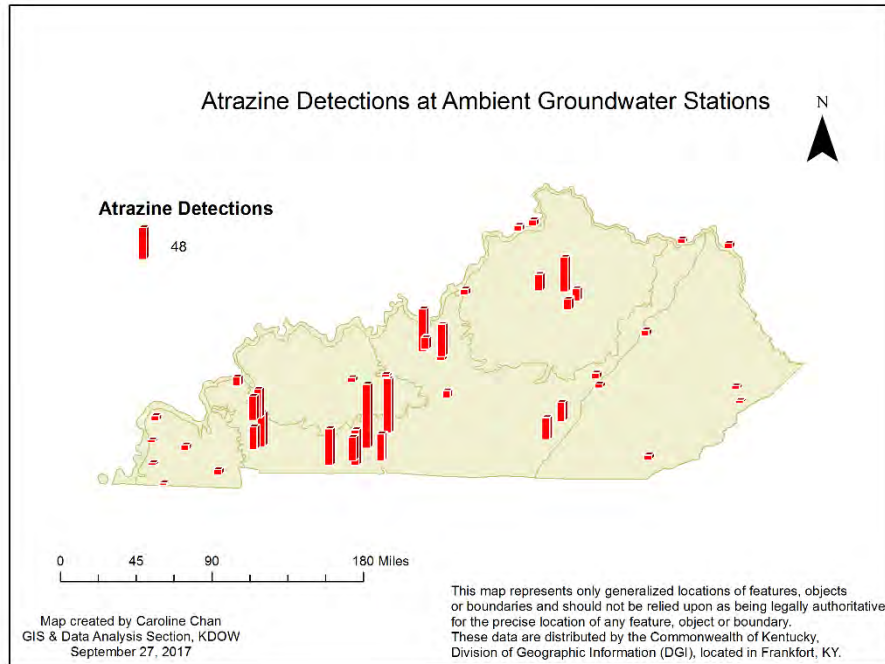 Atrazine Detections at Ambient Groundwater Stations
N
Atrazine Detections
48
0 45 90 180 Miles
Map created by Caroline Chan
GIS & Data Analysis Section, KDOW
September 27, 2017
This map represents only generalized locations of features, objects
or boundaries and should not be relied upon as being legally authoritative
for the precise location of any feature, object or boundary.
These data are distributed by the Commonwealth of Kentucky,
Division of Geographic Information (DGI), located in Frankfort, KY.